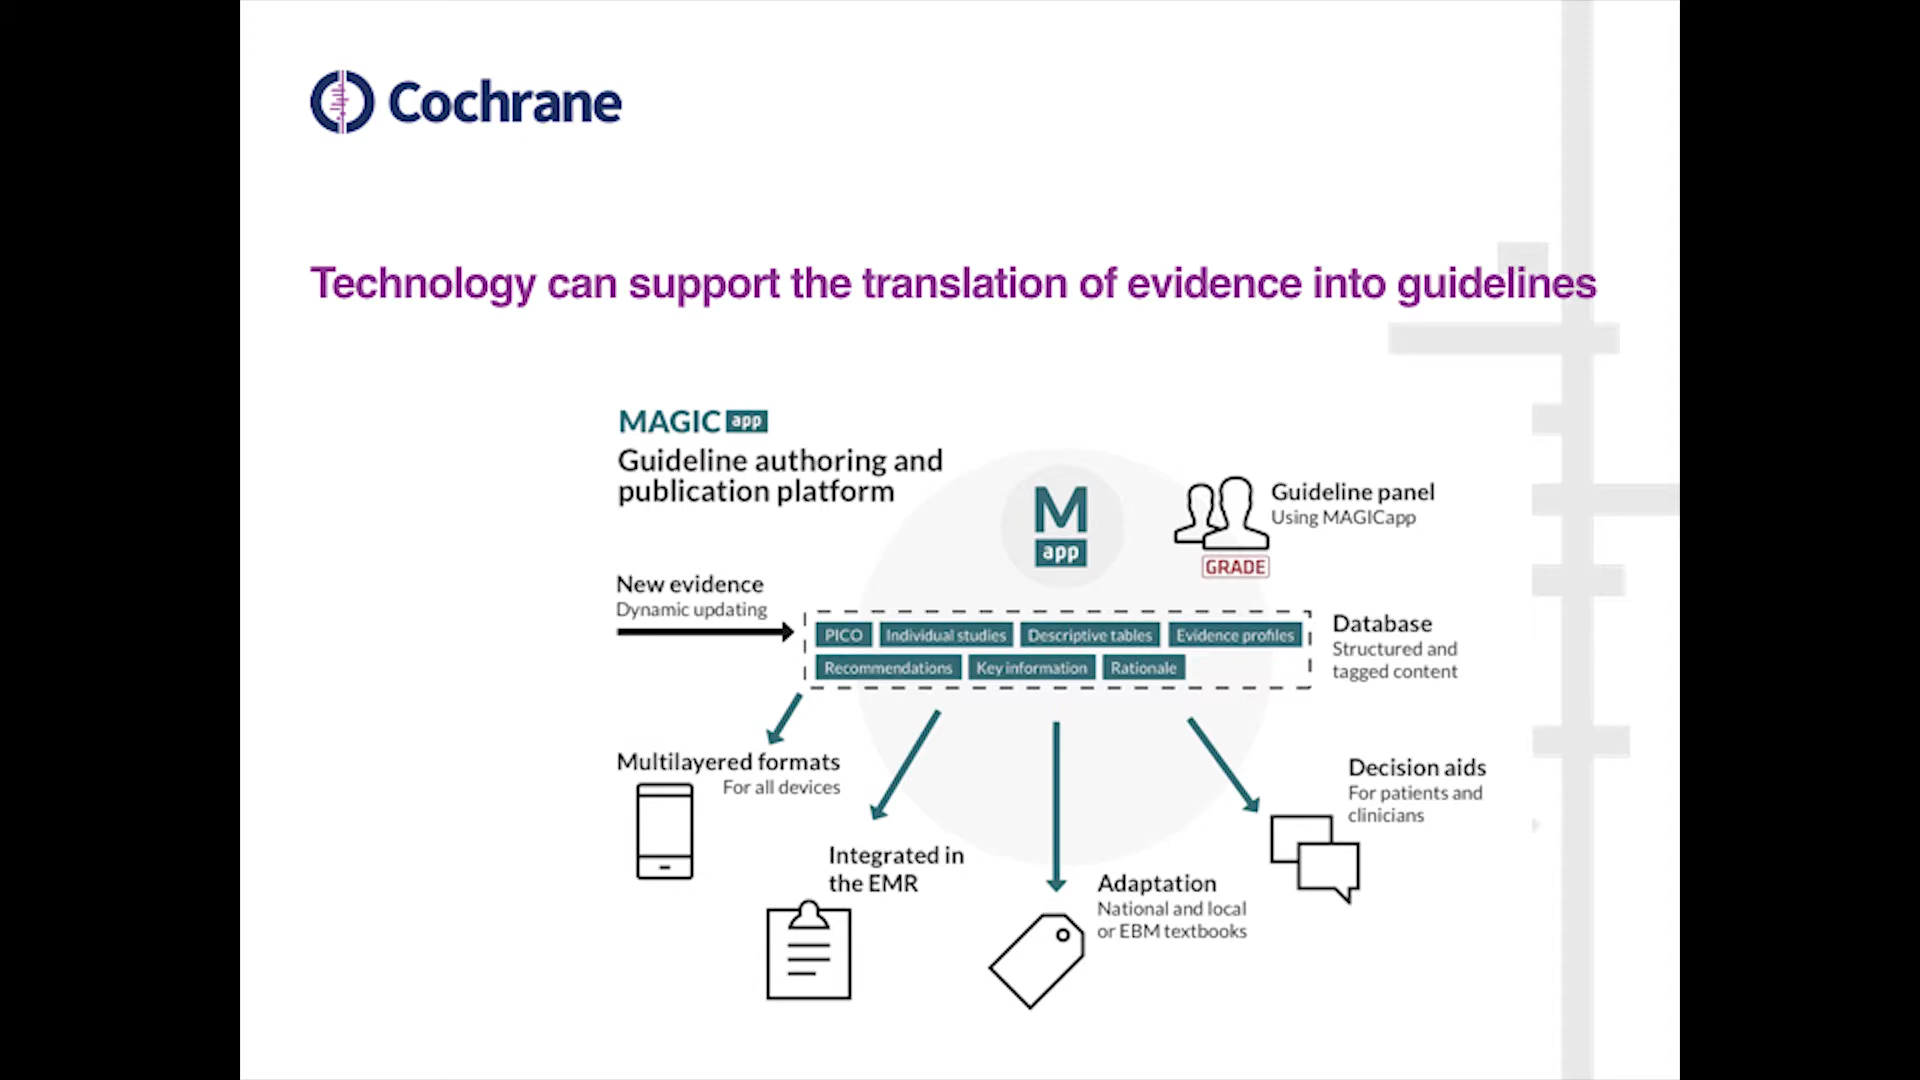 Cochrane
Technology can support the translation of evidence into guidelines
MAGIC app
Guideline authoring and
publication platform
M
app
Guideline panel
Using MAGICapp
GRADE
New evidence
Dynamic updating
PICO Individual studies Descriptive tables Evidence profiles
Recommendations Key information Rationale
Database
Structured and
tagged content
Multilayered formats
For all devices
Integrated in
the EMR
Adaptation
National and local
or EBM textbooks
Decision aids
For patients and
clinicians